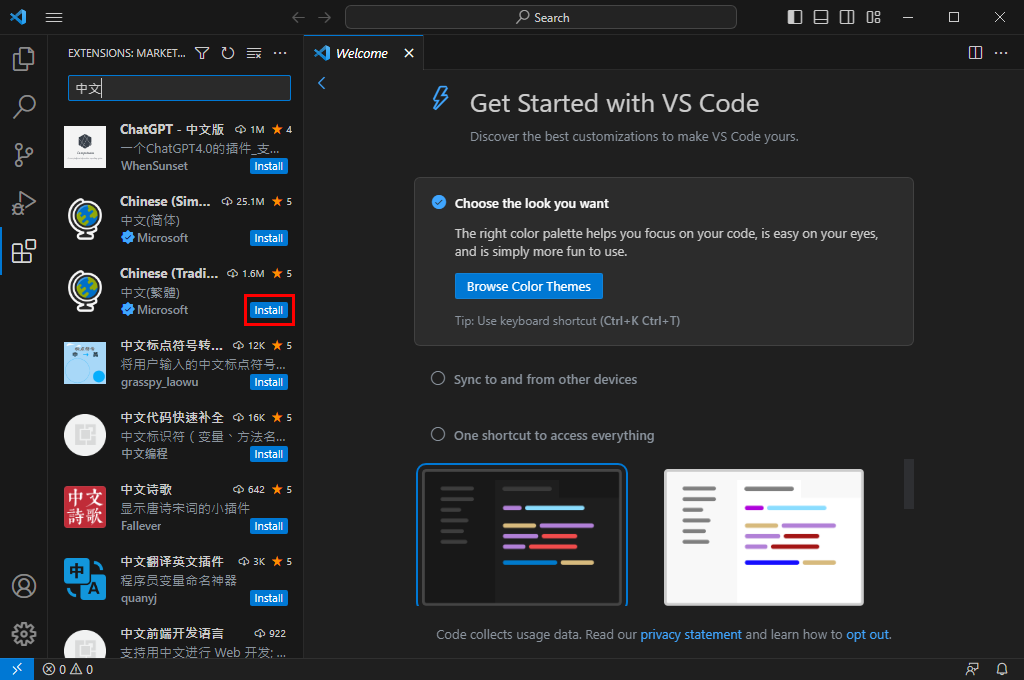 Search
EXTENSIONS: MARKET...
中文
ChatGPT - 中文版 1M 4
一个ChatGPT4.0的插件_支...
WhenSunset Install
Chinese (Sim... 25.1M 5
中文(简体)
Microsoft Install
Chinese (Tradi... 1.6M 5
中文(繁體)
Microsoft Install
中文标点符号转... 12K 5
将用户输入的中文标点符号...
grasspy_laowu Install
中文代码快速补全 16K 5
中文标识符（变量、方法名...
中文编程 Install
中文
詩歌
中文诗歌 642 5
显示唐诗宋词的小插件
Fallever Install
中
A
中文翻译英文插件 3K 5
程序员变量命名神器
quanyj Install
中文前端开发语言 922
支持用中文进行 Web 开发; ...
Welcome
Get Started with VS Code
Discover the best customizations to make VS Code yours.
Choose the look you want
The right color palette helps you focus on your code, is easy on your eyes,
and is simply more fun to use.
Browse Color Themes
Tip: Use keyboard shortcut (Ctrl+K Ctrl+T)
Sync to and from other devices
One shortcut to access everything
Code collects usage data. Read our privacy statement and learn how to opt out.
0 0